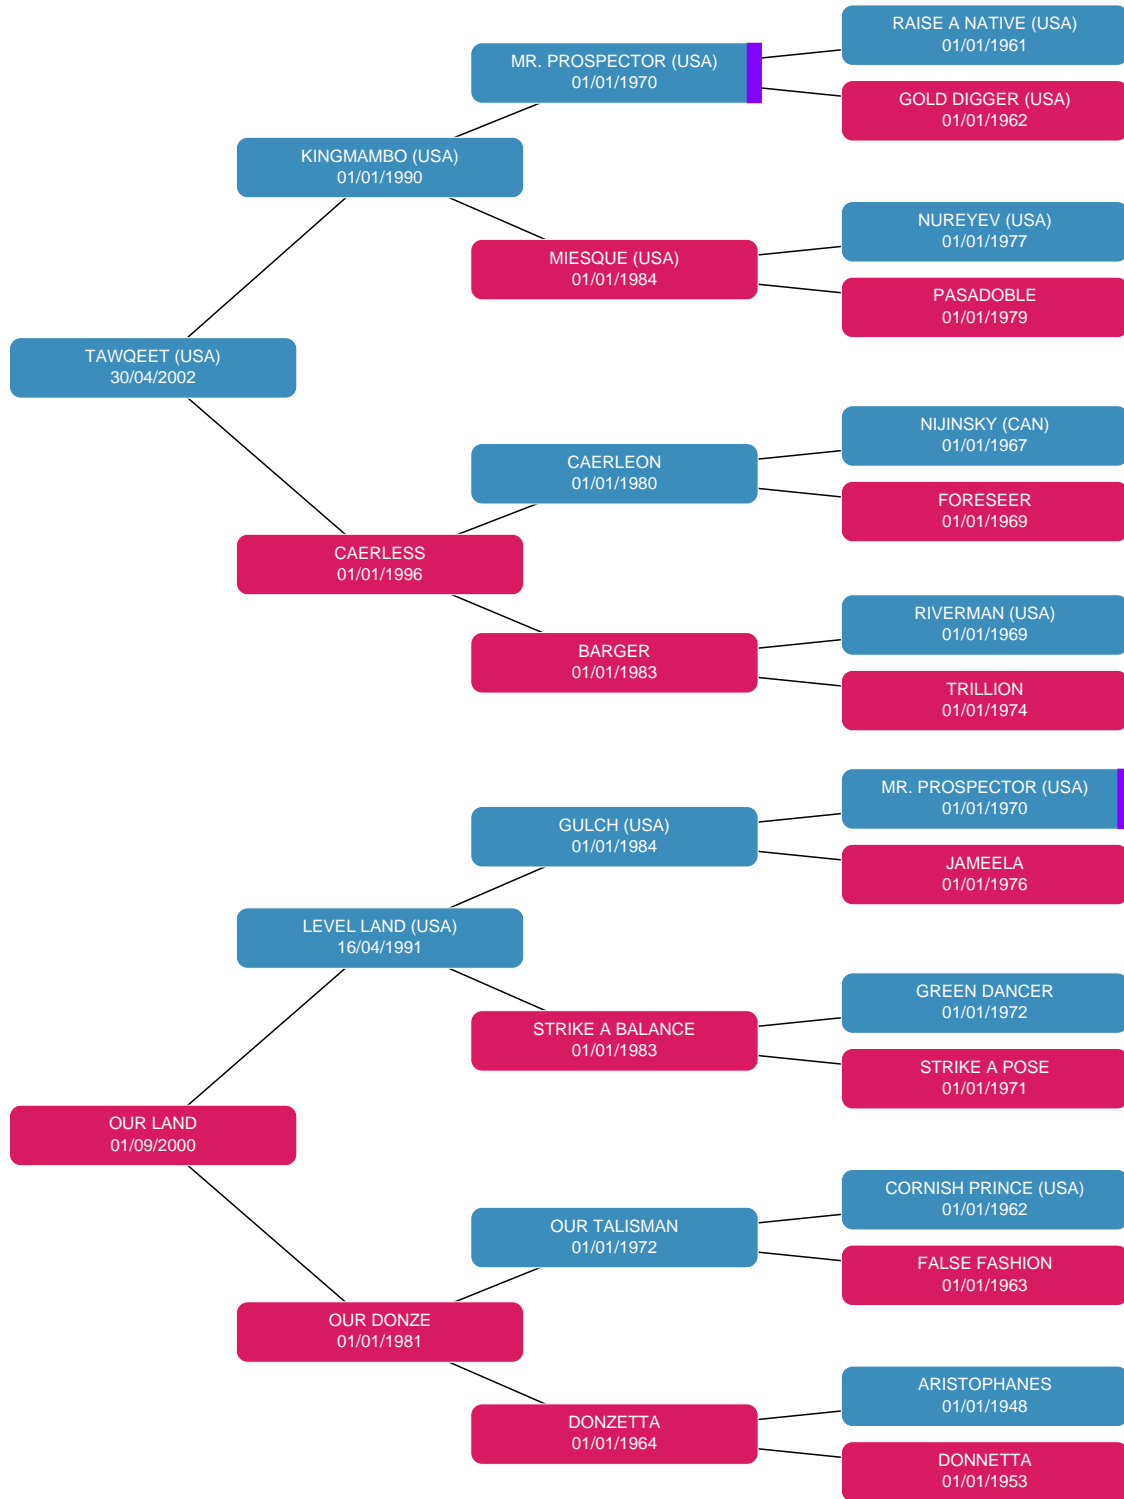 RAISE A NATIVE (USA)
01/01/1961
MR. PROSPECTOR (USA)
01/01/1970
GOLD DIGGER (USA)
01/01/1962
KINGMAMBO (USA)
01/01/1990
NUREYEV (USA)
01/01/1977
MIESQUE (USA)
01/01/1984
PASADOBLE
01/01/1979
TAWQEET (USA)
30/04/2002
NIJINSKY (CAN)
01/01/1967
CAERLEON
01/01/1980
FORESEER
01/01/1969
CAERLESS
01/01/1996
RIVERMAN (USA)
01/01/1969
BARGER
01/01/1983
TRILLION
01/01/1974
MR. PROSPECTOR (USA)
01/01/1970
GULCH (USA)
01/01/1984
JAMEELA
01/01/1976
LEVEL LAND (USA)
16/04/1991
GREEN DANCER
01/01/1972
STRIKE A BALANCE
01/01/1983
STRIKE A POSE
01/01/1971
OUR LAND
01/09/2000
CORNISH PRINCE (USA)
01/01/1962
OUR TALISMAN
01/01/1972
FALSE FASHION
01/01/1963
OUR DONZE
01/01/1981
ARISTOPHANES
01/01/1948
DONZETTA
01/01/1964
DONNETTA
01/01/1953